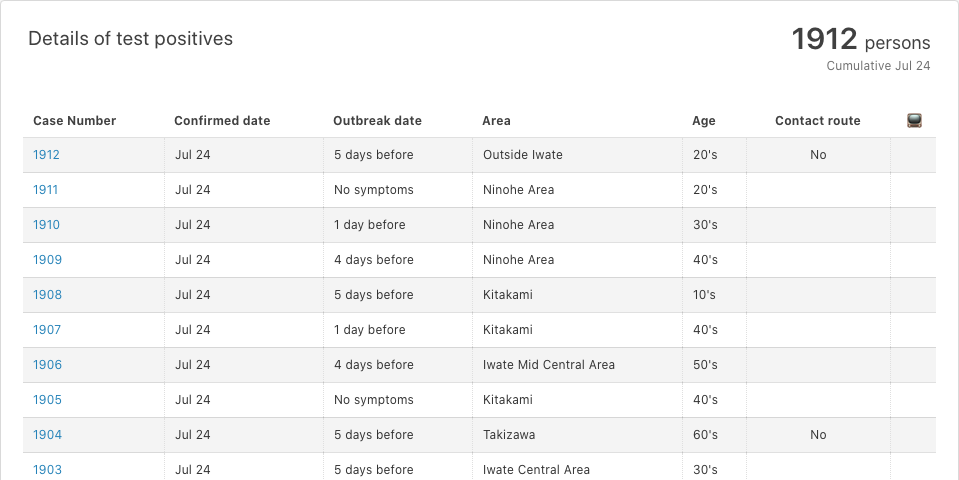 Details of test positives
1912 persons
Cumulative Jul 24
Case Number Confirmed date Outbreak date Area Age Contact route
1912 Jul 24 5 days before Outside Iwate 20's No
1911 Jul 24 No symptoms Ninohe Area 20's
1910 Jul 24 1 day before Ninohe Area 30's
1909 Jul 24 4 days before Ninohe Area 40's
1908 Jul 24 5 days before Kitakami 10's
1907 Jul 24 1 day before Kitakami 40's
1906 Jul 24 4 days before Iwate Mid Central Area 50's
1905 Jul 24 No symptoms Kitakami 40's
1904 Jul 24 5 days before Takizawa 60's No
1903 Jul 24 5 days before Iwate Central Area 30's